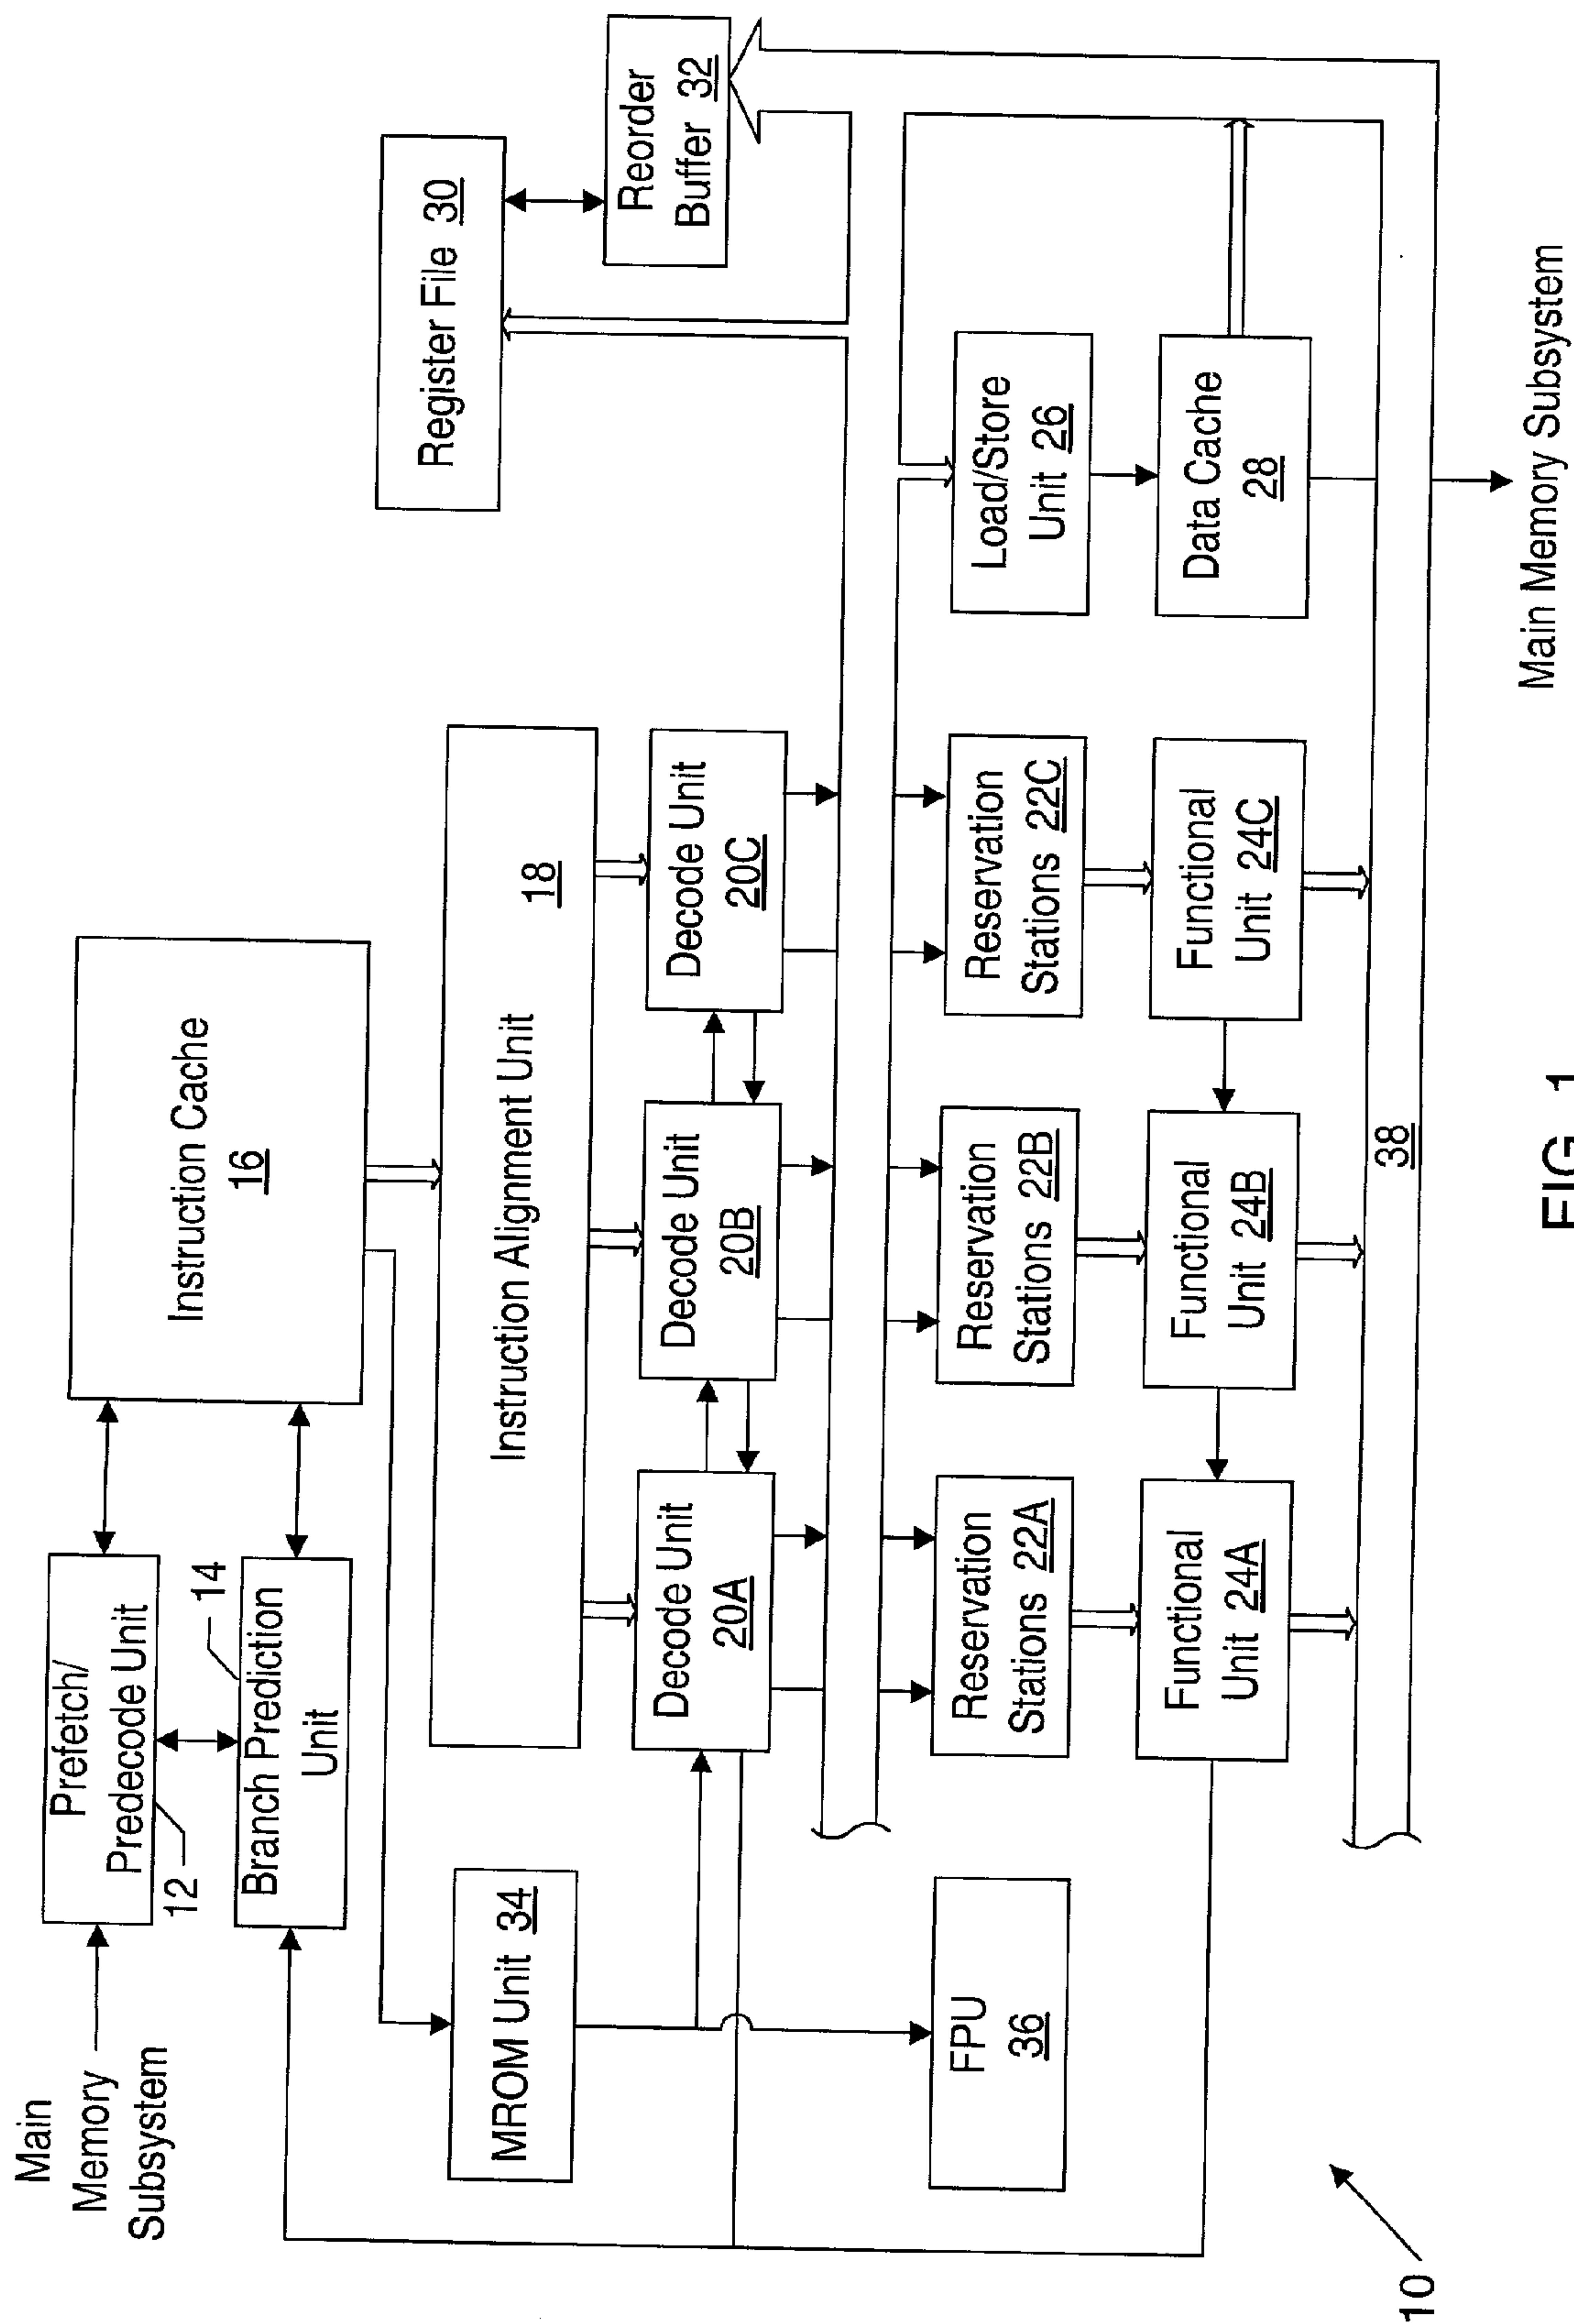 Main
Memory
Subsystem
Prefetch/
Predecode Unit
12
14
Branch Prediction
Unit
Instruction Cache
16
Register File 30
Reorder
Buffer 32
MROM Unit 34
Instruction Alignment Unit
18
Decode Unit
20A
Decode Unit
20B
Decode Unit
20C
FPU
36
Reservation
Stations 22A
Reservation
Stations 22B
Reservation
Stations 22C
Load/Store
Unit 26
Functional
Unit 24A
Functional
Unit 24B
Functional
Unit 24C
Data Cache
28
38
Main Memory Subsystem
10
FIG. 1